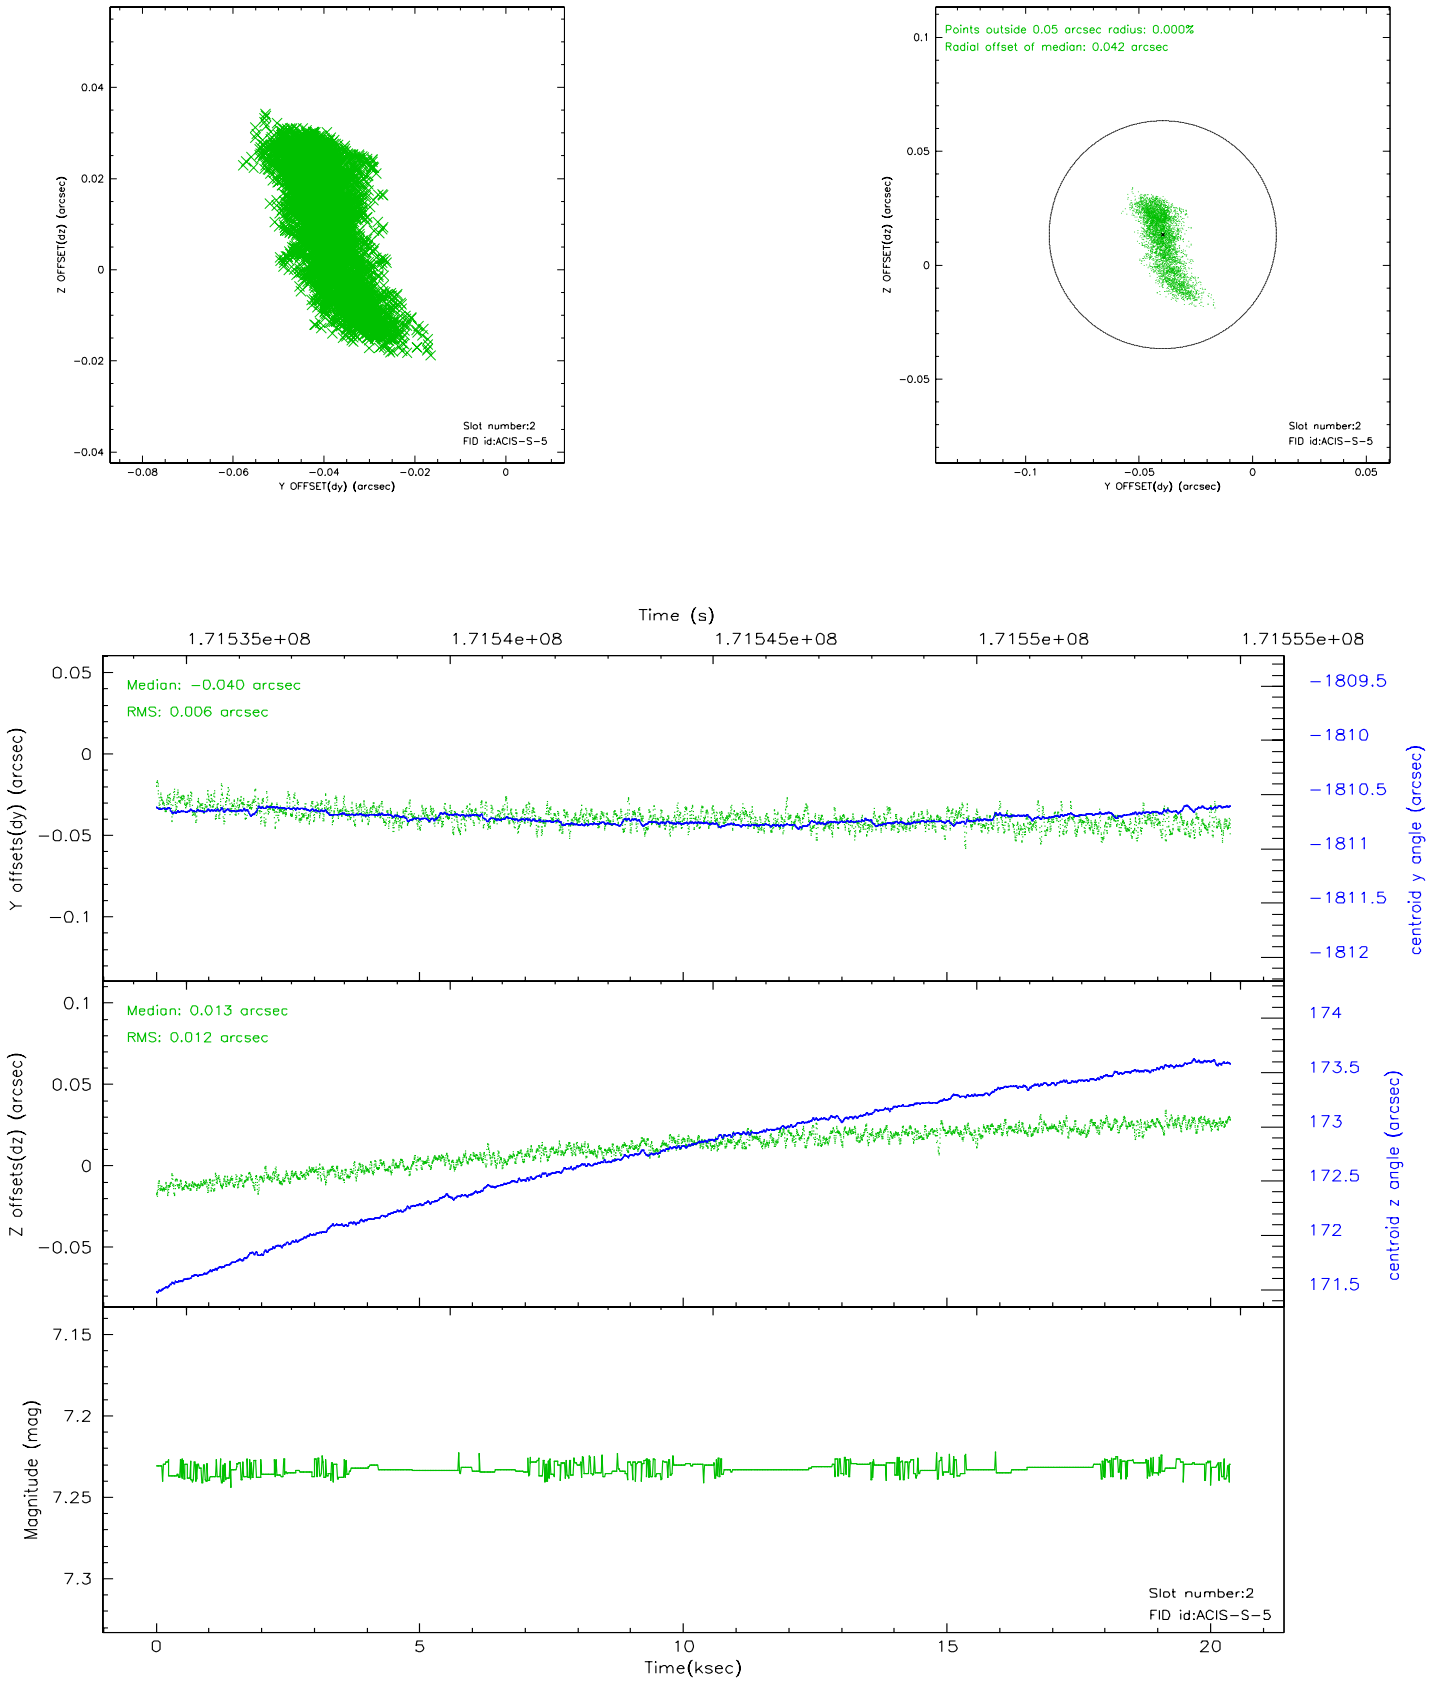 0.04
0.02
0
−0.02
−0.04
−0.08
−0.06
−0.04
−0.02
0
Z OFFSET(dz) (arcsec)
Y OFFSET(dy) (arcsec)
Slot number:2
FID id:ACIS−S−5
Points outside 0.05 arcsec radius: 0.000%
Radial offset of median: 0.042 arcsec
0.1
0.05
0
−0.05
−0.1
−0.05
0
0.05
Z OFFSET(dz) (arcsec)
Y OFFSET(dy) (arcsec)
Slot number:2
FID id:ACIS−S−5
Time (s)
1.71535e+08
1.7154e+08
1.71545e+08
1.7155e+08
1.71555e+08
Median: −0.040 arcsec
RMS: 0.006 arcsec
0.05
0
−0.05
−0.1
Y offsets(dy) (arcsec)
−1809.5
−1810
−1810.5
−1811
−1811.5
−1812
centroid y angle (arcsec)
Median: 0.013 arcsec
RMS: 0.012 arcsec
0.1
0.05
0
−0.05
Z offsets(dz) (arcsec)
174
173.5
173
172.5
172
171.5
centroid z angle (arcsec)
7.15
7.2
7.25
7.3
Magnitude (mag)
Slot number:2
FID id:ACIS−S−5
0
5
10
15
20
Time(ksec)